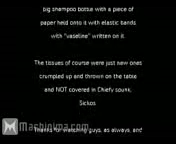 Big shampoo bottle with a piece of
paper held onto it with elastic bands
with "vaseline" written on it.
The tissues of course were just new ones
crumpled up and thrown on the table
and NOT covered in Chiefy spunk,
Sickos.
Thanks for watching guys, as always, and
Machinima.com